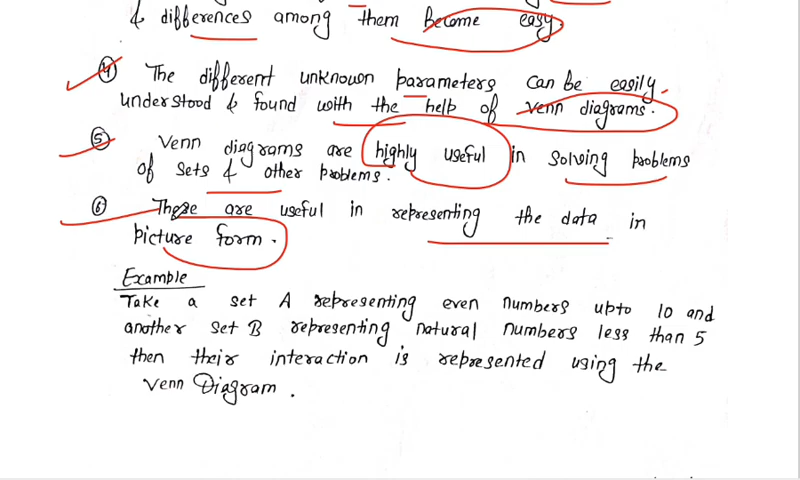 & differences among them become easy.
④ The different unknown parameters can be easily
understood & found with the help of venn diagrams.
⑤ Venn diagrams are highly useful in solving problems
of sets & other problems.
⑥ These are useful in representing the data in
picture form.
Example
Take a set A representing even numbers upto 10 and
another set B representing natural numbers less than 5
then their interaction is represented using the
Venn Diagram.